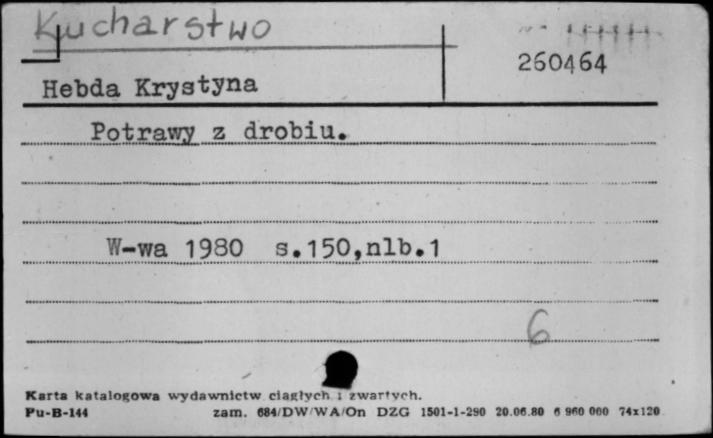 Kucharstwo
260464
Hebda Krystyna
Potrawy z drobiu.
W-wa 1980 s.150,nlb.1
6
Karta katalogowa wydawnictw ciągłych i zwartych.
Pu-B-144 zam. 684/DW/WA/On DZG 1501-1-290 20.06.80 6 960 000 74x120